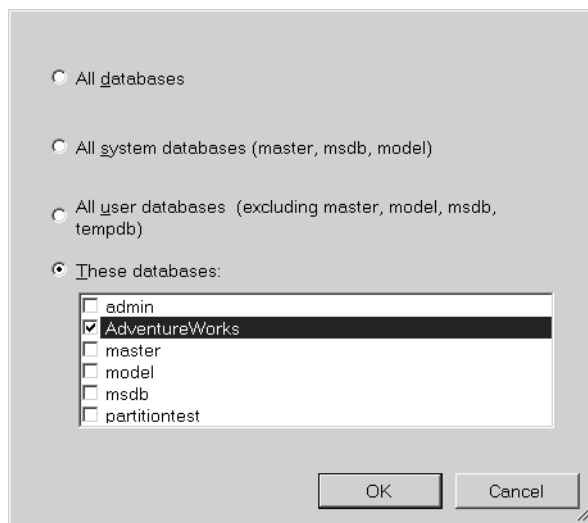 All databases
All system databases (master, msdb, model)
All user databases (excluding master, model, msdb,
tempdb)
These databases:
admin
AdventureWorks
master
model
msdb
partitiontest
OK
Cancel